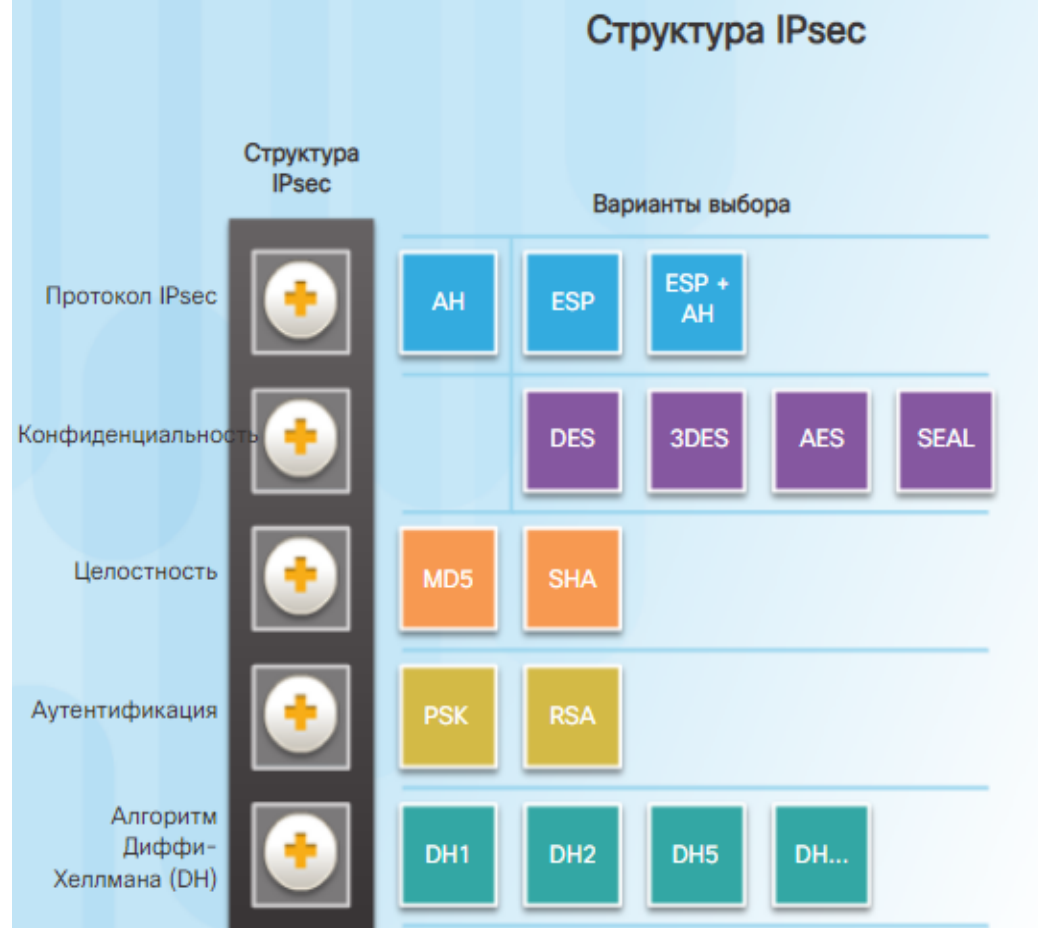 Структура IPsec
Структура
IPsec
Варианты выбора
Протокол IPsec
AH
ESP
ESP +
AH
Конфиденциальность
DES
3DES
AES
SEAL
Целостность
MD5
SHA
Аутентификация
PSK
RSA
Алгоритм
Диффи-
Хеллмана (DH)
DH1
DH2
DH5
DH...